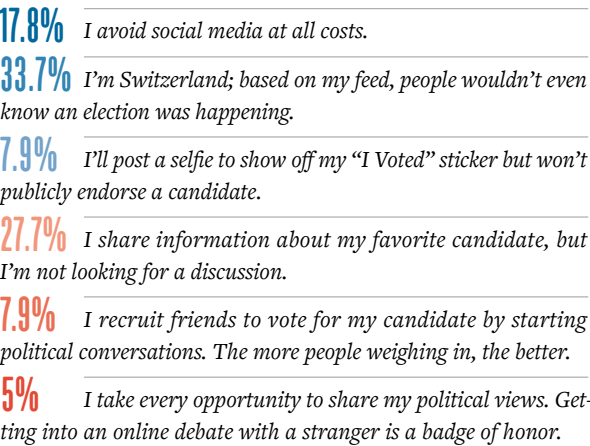 17.8% I avoid social media at all costs.
33.7% I’m Switzerland; based on my feed, people wouldn’t even
know an election was happening.
7.9% I’ll post a selfie to show off my “I Voted” sticker but won’t
publicly endorse a candidate.
27.7% I share information about my favorite candidate, but
I’m not looking for a discussion.
7.9% I recruit friends to vote for my candidate by starting
political conversations. The more people weighing in, the better.
5% I take every opportunity to share my political views. Get-
ting into an online debate with a stranger is a badge of honor.